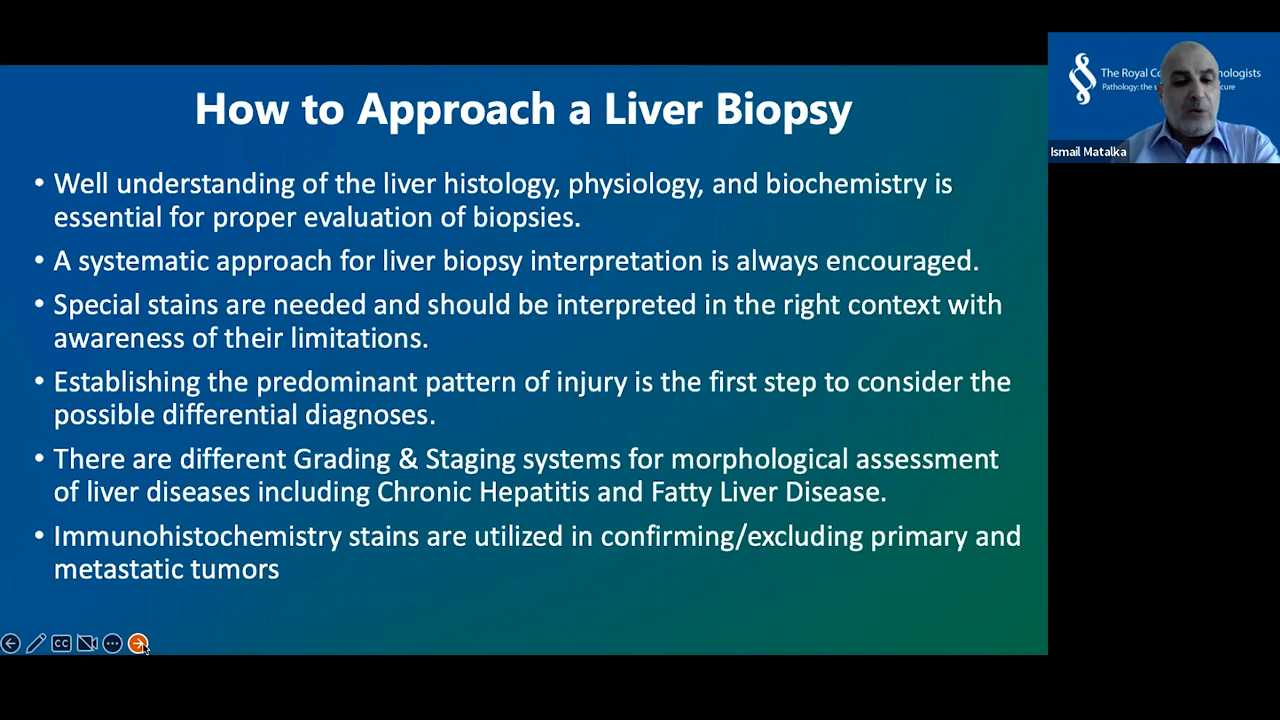 How to Approach a Liver Biopsy
• Well understanding of the liver histology, physiology, and biochemistry is
essential for proper evaluation of biopsies.
• A systematic approach for liver biopsy interpretation is always encouraged.
• Special stains are needed and should be interpreted in the right context with
awareness of their limitations.
• Establishing the predominant pattern of injury is the first step to consider the
possible differential diagnoses.
• There are different Grading & Staging systems for morphological assessment
of liver diseases including Chronic Hepatitis and Fatty Liver Disease.
• Immunohistochemistry stains are utilized in confirming/excluding primary and
metastatic tumors
CC
The Royal
Pathology: the
Ismail Matalka